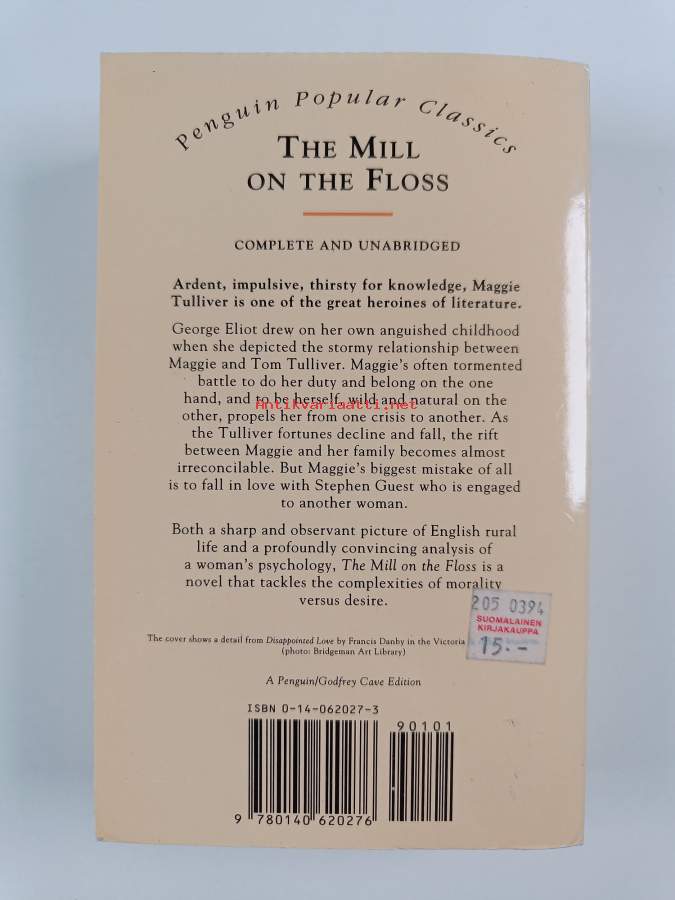 Penguin Popular Classics
THE MILL
ON THE FLOSS
COMPLETE AND UNABRIDGED
Ardent, impulsive, thirsty for knowledge, Maggie
Tulliver is one of the great heroines of literature.
George Eliot drew on her own anguished childhood
when she depicted the stormy relationship between
Maggie and Tom Tulliver. Maggie's often tormented
battle to do her duty and belong on the one
hand, and to be herself, wild and natural on the
Antikvariaatti.net
other, propels her from one crisis to another. As
the Tulliver fortunes decline and fall, the rift
between Maggie and her family becomes almost
irreconcilable. But Maggie's biggest mistake of all
is to fall in love with Stephen Guest who is engaged
to another woman.
Both a sharp and observant picture of English rural
life and a profoundly convincing analysis of
a woman's psychology, The Mill on the Floss is a
novel that tackles the complexities of morality
versus desire.
205 0394
SUOMALAINEN
KIRJAKAUPPA
15.-
The cover shows a detail from Disappointed Love by Francis Danby in the Victoria
(photo: Bridgeman Art Library)
A Penguin/Godfrey Cave Edition
ISBN 0-14-062027-3
90101
9 780140 620276